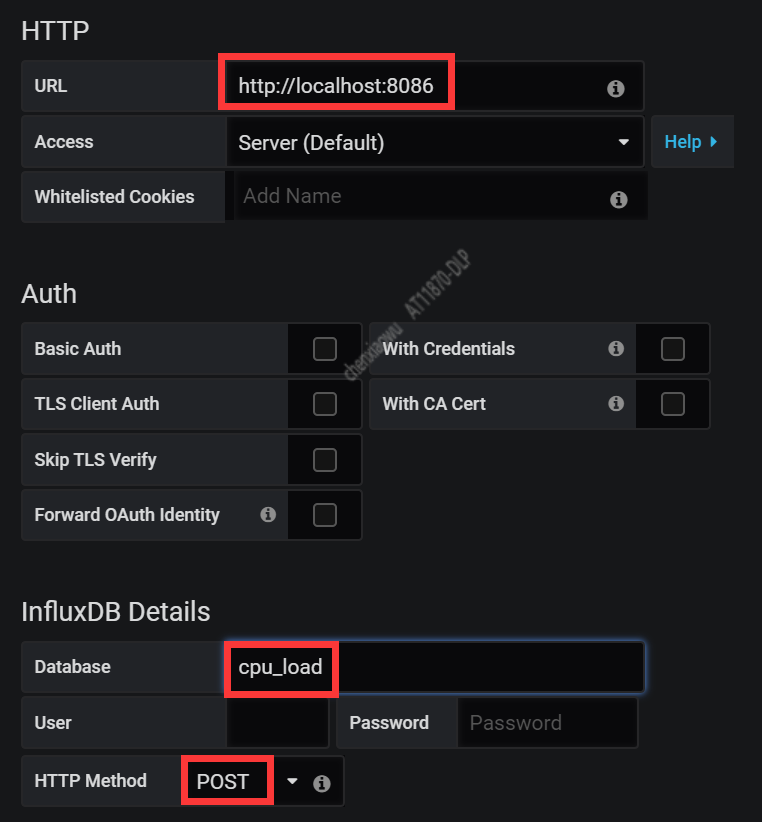 HTTP
URL http://localhost:8086
Access Server (Default) Help
Whitelisted Cookies Add Name
chenxiaowu AT11870-DLP
Auth
Basic Auth With Credentials
TLS Client Auth With CA Cert
Skip TLS Verify
Forward OAuth Identity
InfluxDB Details
Database cpu_load
User Password Password
HTTP Method POST